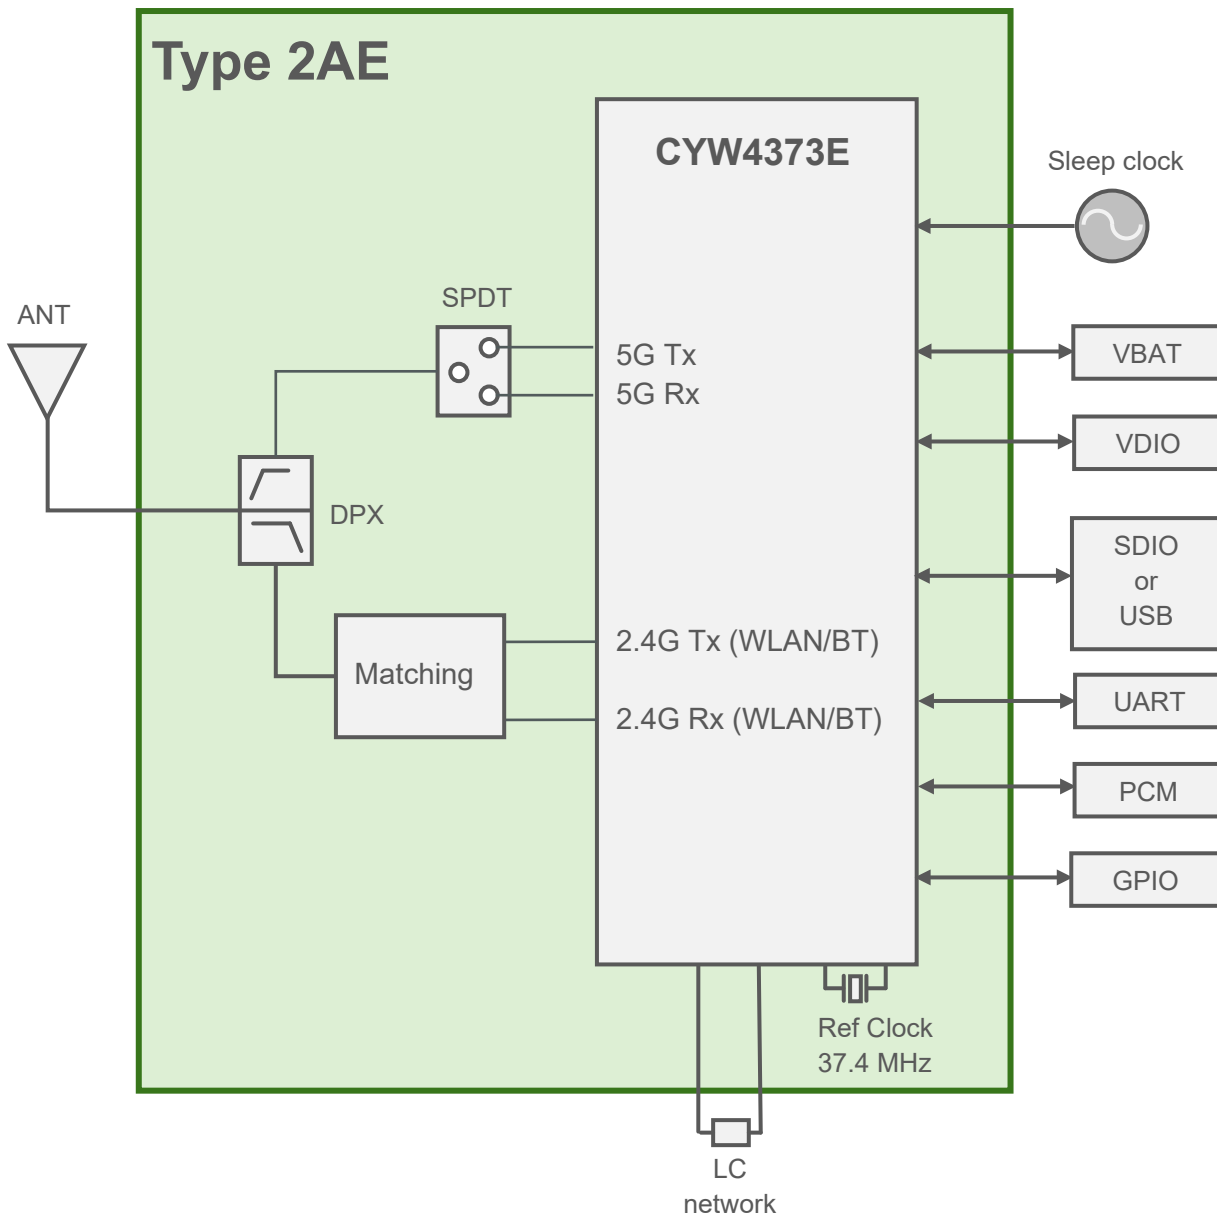 Type 2AE
CYW4373E
Sleep clock
SPDT
ANT
5G Tx
5G Rx
VBAT
VDIO
DPX
SDIO
or
USB
2.4G Tx (WLAN/BT)
Matching
2.4G Rx (WLAN/BT)
UART
PCM
GPIO
Ref Clock
37.4 MHz
LC
network